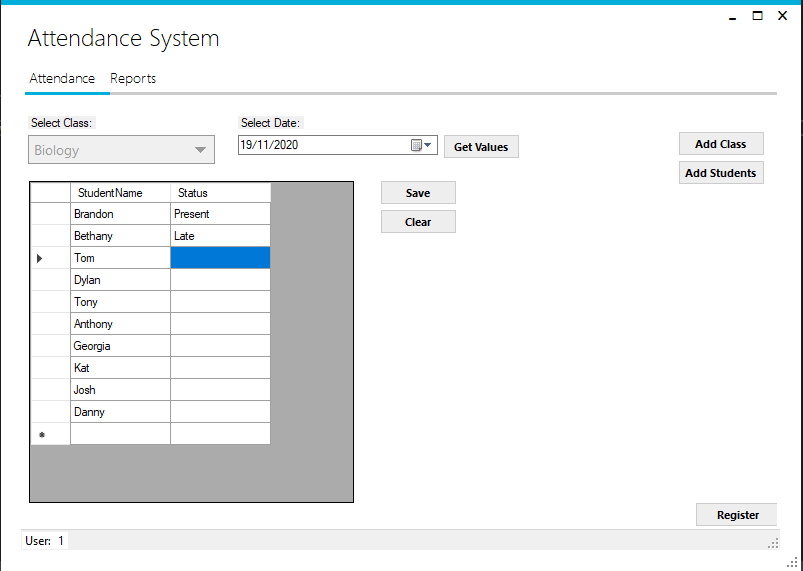 Attendance System
Attendance Reports
Select Class: Select Date:
Biology 19/11/2020 Get Values Add Class
Add Students
StudentName Status Save
Brandon Present
Bethany Late Clear
Tom
Dylan
Tony
Anthony
Georgia
Kat
Josh
Danny
Register
User: 1